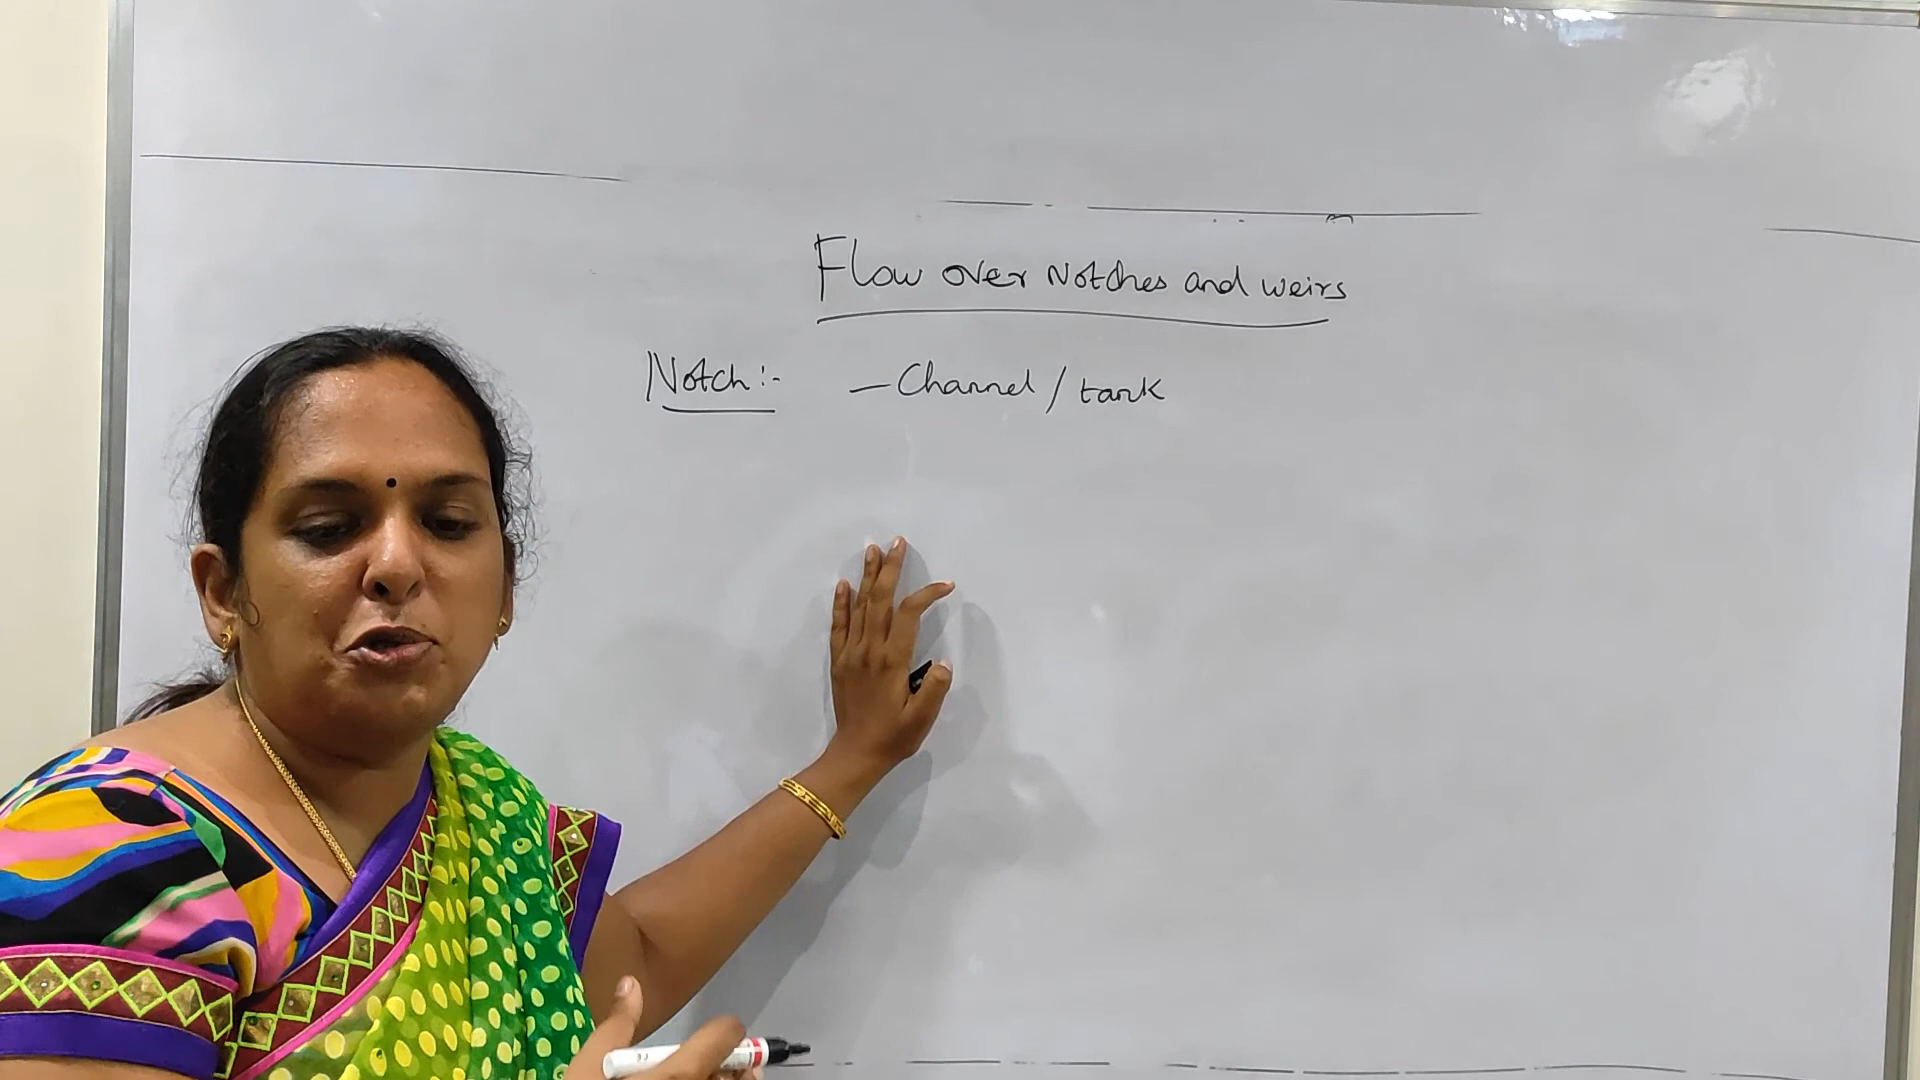 Flow over Notches and weirs
Notch :- – Channel / tank